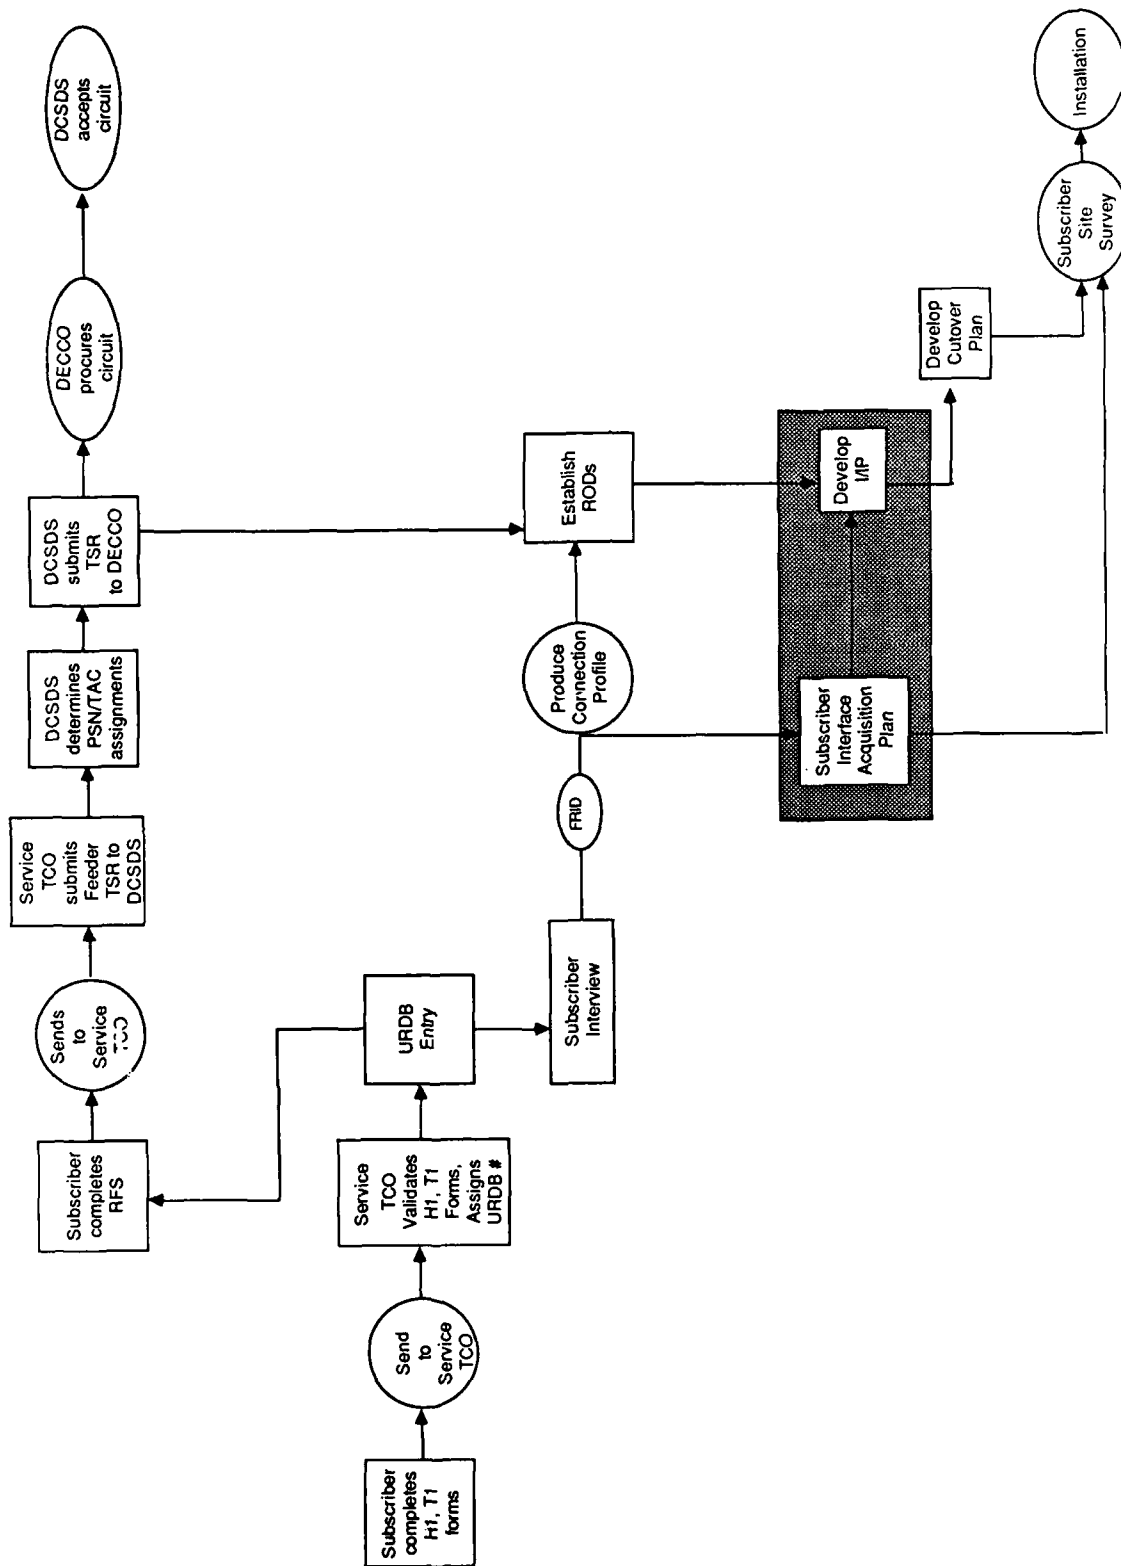 Subscriber
completes
RFS
Sends
to
Service
TCO
Service
TCO
submits
Feeder
TSR to
DCSDS
DCSDS
determines
PSN/TAC
assignments
DCSDS
submits
TSR
to DECCO
DECCO
procures
circuit
DCSDS
accepts
circuit
Subscriber
completes
H1, T1
forms
Send
to
Service
TCO
Service
TCO
Validates
H1, T1
Forms,
Assigns
URDB #
URDB
Entry
Subscriber
Interview
FRID
Produce
Connection
Profile
Establish
RODs
Subscriber
Interface
Acquisition
Plan
Develop
I/IP
Develop
Cutover
Plan
Subscriber
Site
Survey
Installation